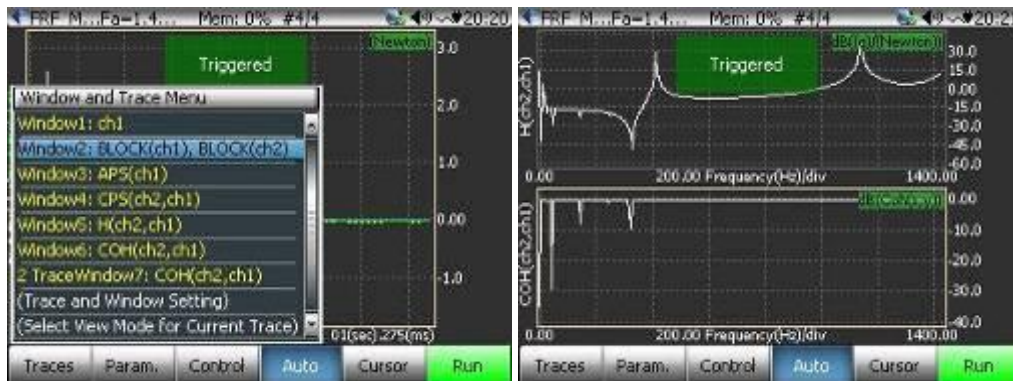 FRF M...Fa=1.4... Mem: 0% #4/4 20:20
(Newton)
3.0
Triggered
Window and Trace Menu
Window1: ch1
2.0
Window2: BLOCK(ch1), BLOCK(ch2)
Window3: APS(ch1)
1.0
Window4: CPS(ch2,ch1)
Window5: H(ch2,ch1)
0.00
Window6: COH(ch2,ch1)
2 TraceWindow7: COH(ch2,ch1)
-1.0
(Trace and Window Setting)
(Select View Mode for Current Trace)
01(sec).275(ms)
Traces Param. Control Auto Cursor Run
FRF M...Fa=1.4... Mem: 0% #4/4
dB((g)/(Newton))
30.0
Triggered
15.0
0.00
-15.0
-30.0
-45.0
-60.0
H(ch2,ch1)
0.00 200.00 Frequency(Hz)/div 1400.00
0.00
-10.0
-20.0
-30.0
-40.0
COH(ch2,ch1)
0.00 200.00 Frequency(Hz)/div 1400.00
Traces Param. Control Auto Cursor Run